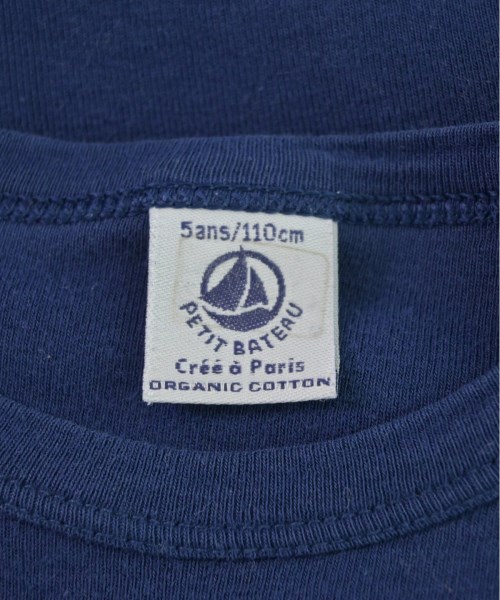 5ans/110cm
PETIT BATEAU
Créé à Paris
ORGANIC COTTON